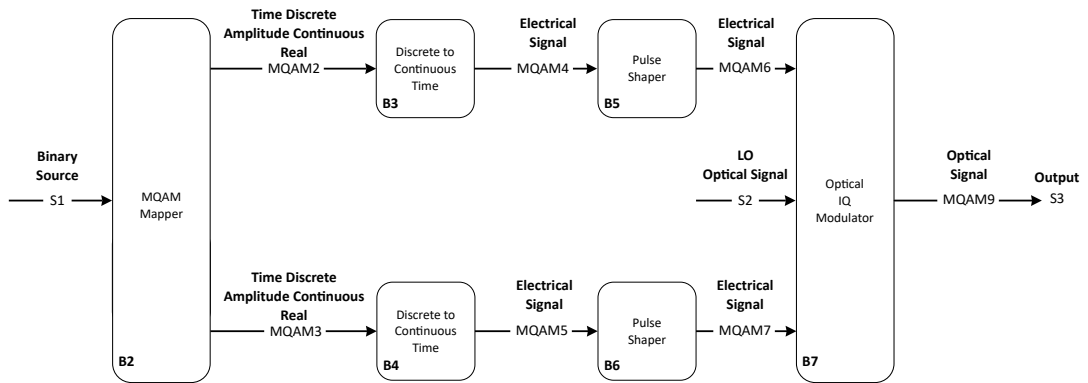 Time Discrete
Amplitude Continuous
Real
MQAM2
Discrete to
Continuous
Time
B3
Electrical
Signal
MQAM4
Pulse
Shaper
B5
Electrical
Signal
MQAM6
Binary
Source
S1
MQAM
Mapper
B2
LO
Optical Signal
S2
Optical
IQ
Modulator
B7
Optical
Signal
MQAM9
Output
S3
Time Discrete
Amplitude Continuous
Real
MQAM3
Discrete to
Continuous
Time
B4
Electrical
Signal
MQAM5
Pulse
Shaper
B6
Electrical
Signal
MQAM7